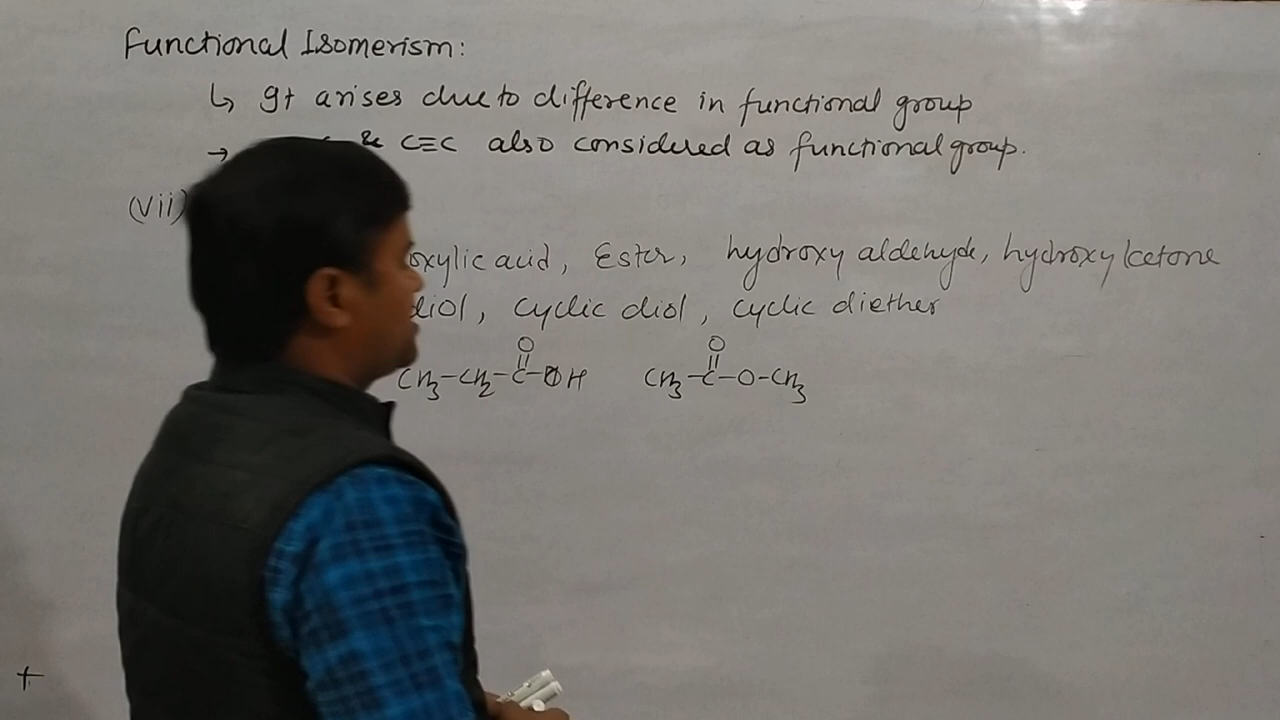 Functional Isomerism:
↳ It arises due to difference in functional group
→ & C≡C also considered as functional group.
(vii)
oxylic acid, Ester, hydroxy aldehyde, hydroxy ketone
diol, cyclic diol, cyclic diether
O O
CH3-CH2-C-OH CH3-C-O-CH3
+